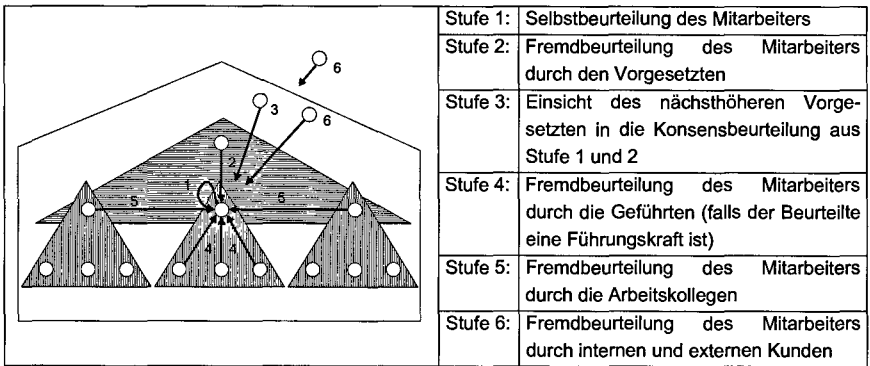 Stufe 1: Selbstbeurteilung des Mitarbeiters
Stufe 2: Fremdbeurteilung des Mitarbeiters
durch den Vorgesetzten
Stufe 3: Einsicht des nächsthöheren Vorge-
setzten in die Konsensbeurteilung aus
Stufe 1 und 2
Stufe 4: Fremdbeurteilung des Mitarbeiters
durch die Geführten (falls der Beurteilte
eine Führungskraft ist)
Stufe 5: Fremdbeurteilung des Mitarbeiters
durch die Arbeitskollegen
Stufe 6: Fremdbeurteilung des Mitarbeiters
durch internen und externen Kunden
6
3
6
2
1
5
5
4
4